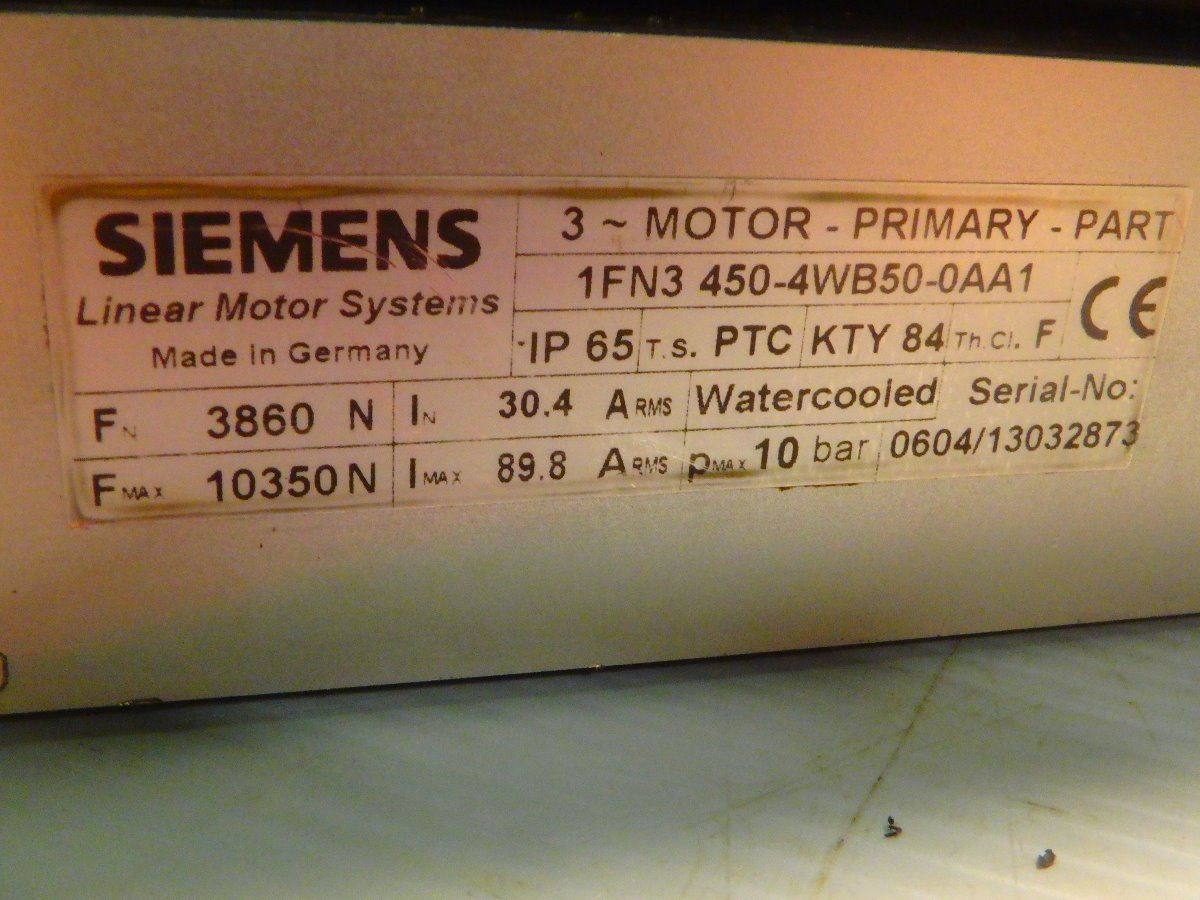 SIEMENS
Linear Motor Systems
Made in Germany
3 ~ MOTOR - PRIMARY - PART
1FN3 450-4WB50-0AA1
IP 65 T.S. PTC KTY 84 Th.Cl. F CE
FN 3860 N IN 30.4 ARMS Watercooled Serial-No:
FMAX 10350 N IMAX 89.8 ARMS pMAX 10 bar 0604/13032873